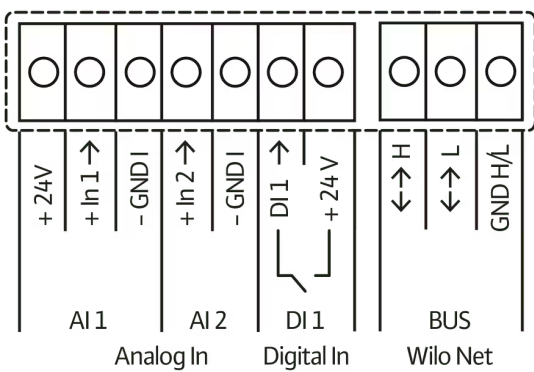 + 24V
+ In 1 →
- GND I
+ In 2 →
- GND I
DI 1 →
+ 24 V
↔ H
↔ L
GND H/L
AI 1 AI 2 DI 1 BUS
Analog In Digital In Wilo Net